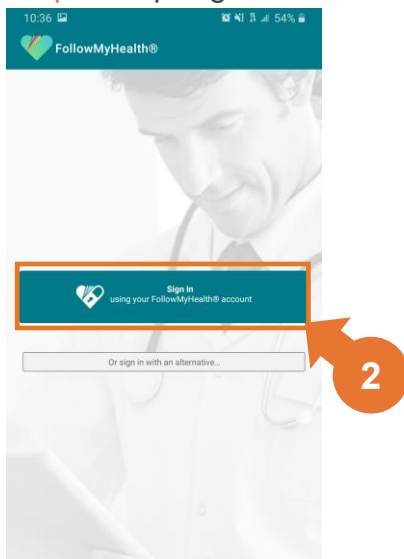 10:36 54%
FollowMyHealth®
Sign In
using your FollowMyHealth® account
Or sign in with an alternative...
2